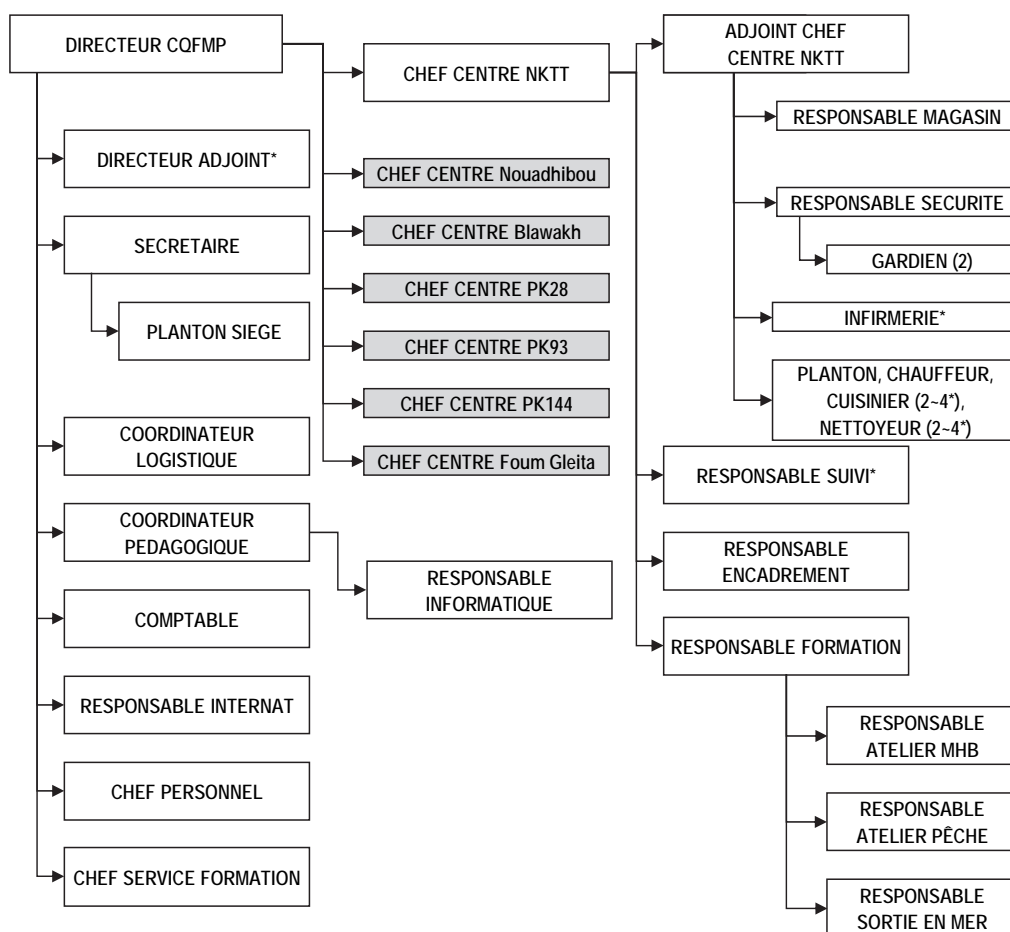 DIRECTEUR CQFMP
DIRECTEUR ADJOINT*
SECRETAIRE
PLANTON SIEGE
COORDINATEUR
LOGISTIQUE
COORDINATEUR
PEDAGOGIQUE
COMPTABLE
RESPONSABLE INTERNAT
CHEF PERSONNEL
CHEF SERVICE FORMATION
CHEF CENTRE NKTT
CHEF CENTRE Nouadhibou
CHEF CENTRE Blawakh
CHEF CENTRE PK28
CHEF CENTRE PK93
CHEF CENTRE PK144
CHEF CENTRE Foum Gleita
RESPONSABLE
INFORMATIQUE
ADJOINT CHEF
CENTRE NKTT
RESPONSABLE MAGASIN
RESPONSABLE SECURITE
GARDIEN (2)
INFIRMERIE*
PLANTON, CHAUFFEUR,
CUISINIER (2~4*),
NETTOYEUR (2~4*)
RESPONSABLE SUIVI*
RESPONSABLE
ENCADREMENT
RESPONSABLE FORMATION
RESPONSABLE
ATELIER MHB
RESPONSABLE
ATELIER PÊCHE
RESPONSABLE
SORTIE EN MER